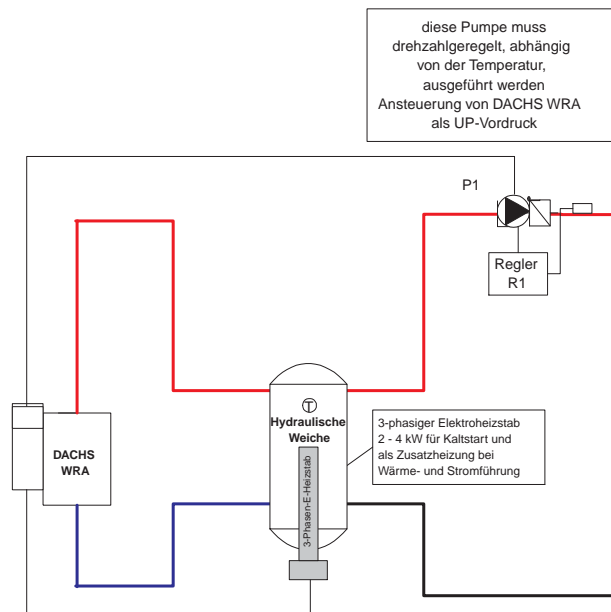 diese Pumpe muss
drehzahlgeregelt, abhängig
von der Temperatur,
ausgeführt werden
Ansteuerung von DACHS WRA
als UP-Vordruck
P1
Regler
R1
T
Hydraulische
Weiche
3-phasiger Elektroheizstab
2 - 4 kW für Kaltstart und
als Zusatzheizung bei
Wärme- und Stromführung
DACHS
WRA
3-Phasen-E-Heizstab